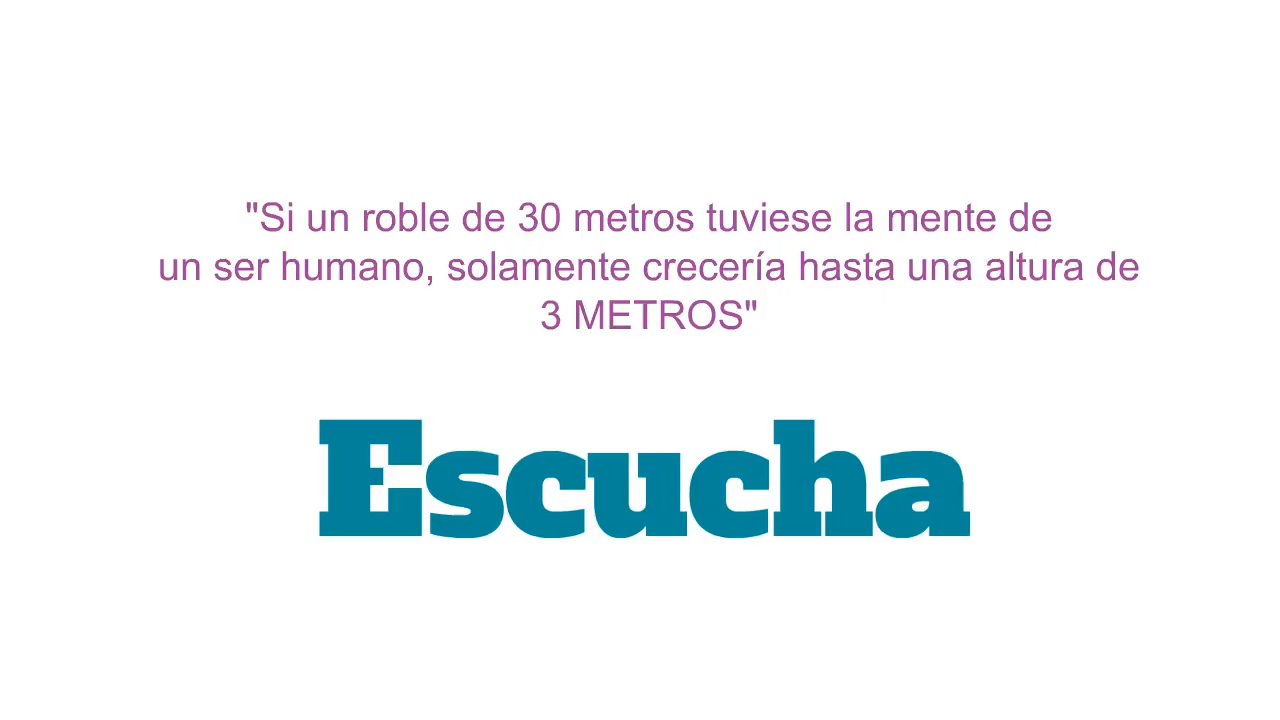 "Si un roble de 30 metros tuviese la mente de
un ser humano, solamente crecería hasta una altura de
3 METROS"
Escucha